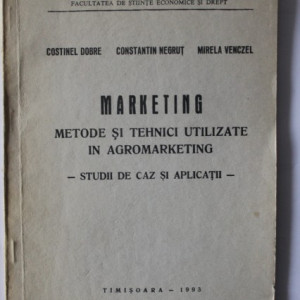 FACULTATEA DE ȘTIINȚE ECONOMICE ȘI DREPT
COSTINEL DOBRE CONSTANTIN NEGRUȚ MIRELA VENCZEL
MARKETING
METODE ȘI TEHNICI UTILIZATE
IN AGROMARKETING
— STUDII DE CAZ ȘI APLICAȚII —
TIMIȘOARA — 1995